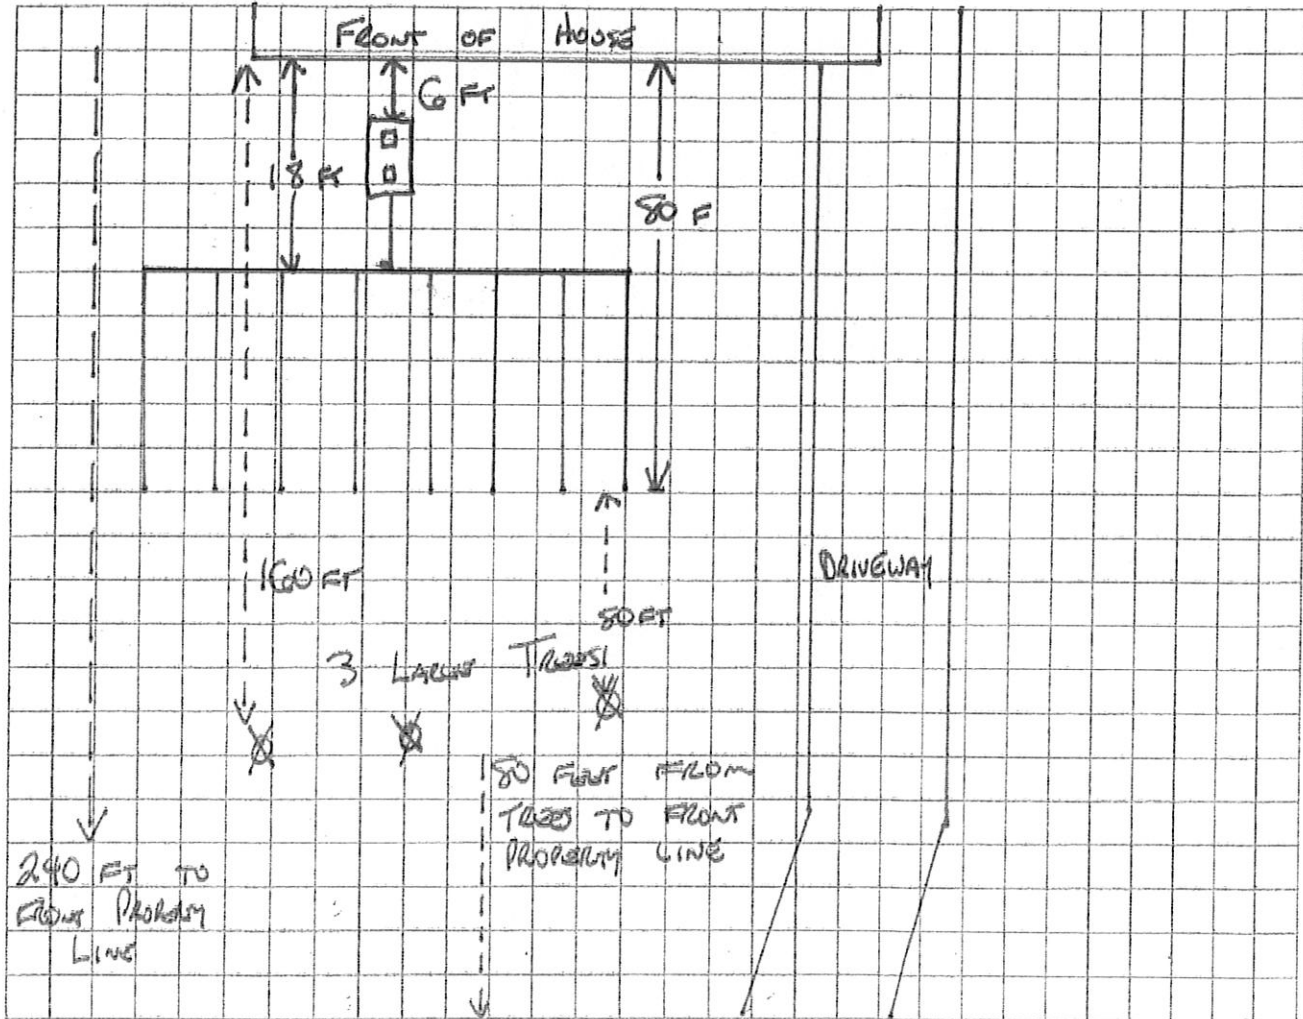 FRONT OF HOUSE
6 FT
18 FT
80 F
160 FT
DRIVEWAY
80 FT
3 LARGE TREES
80 FEET FROM
TREES TO FRONT
PROPERTY LINE
240 FT TO
FRONT PROPERTY
LINE